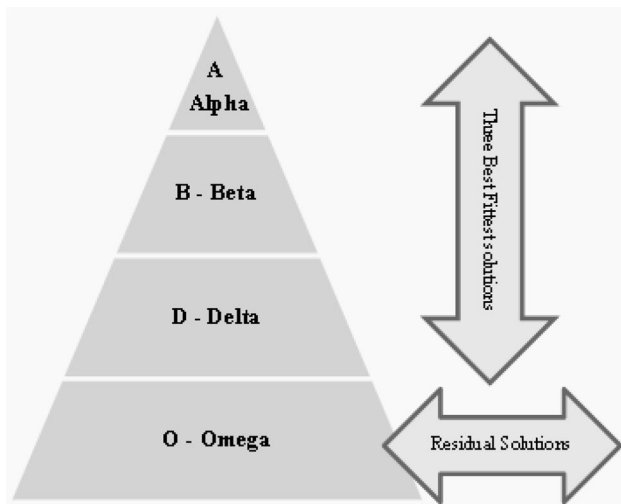 A
Alpha
B - Beta
D - Delta
O - Omega
Three Best Fittest solutions
Residual Solutions